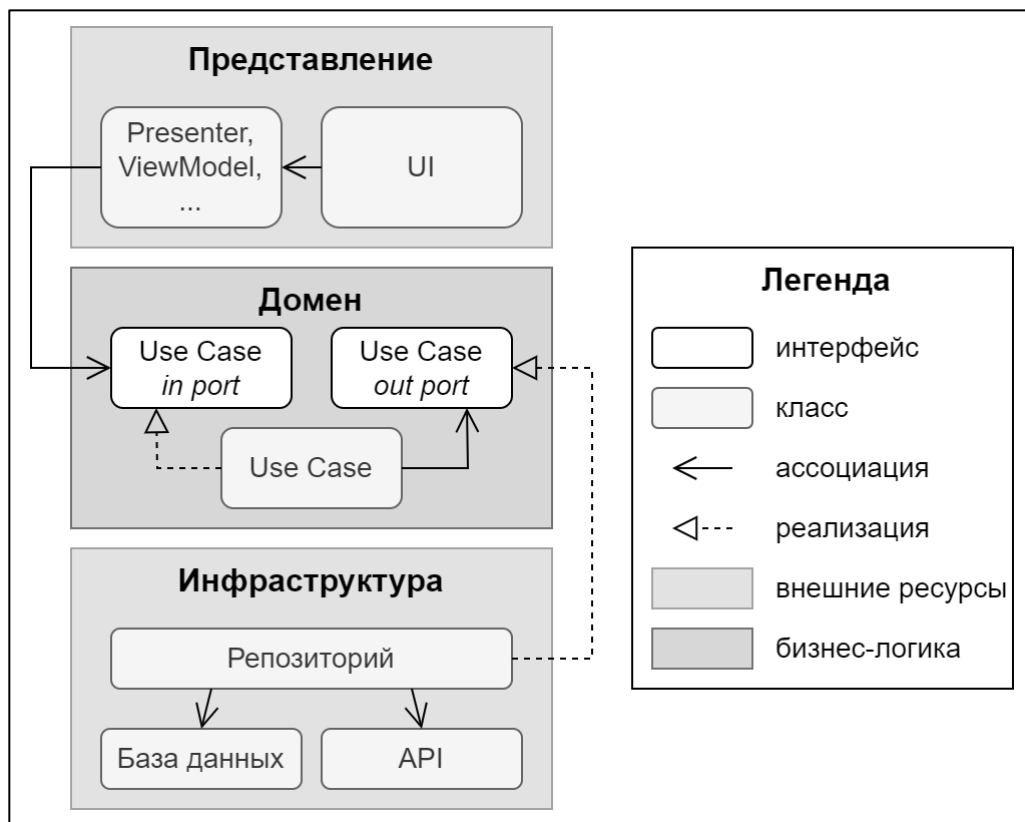 Представление
Presenter,
ViewModel,
...
UI
Домен
Use Case
in port
Use Case
out port
Use Case
Инфраструктура
Репозиторий
База данных
API
Легенда
интерфейс
класс
ассоциация
реализация
внешние ресурсы
бизнес-логика